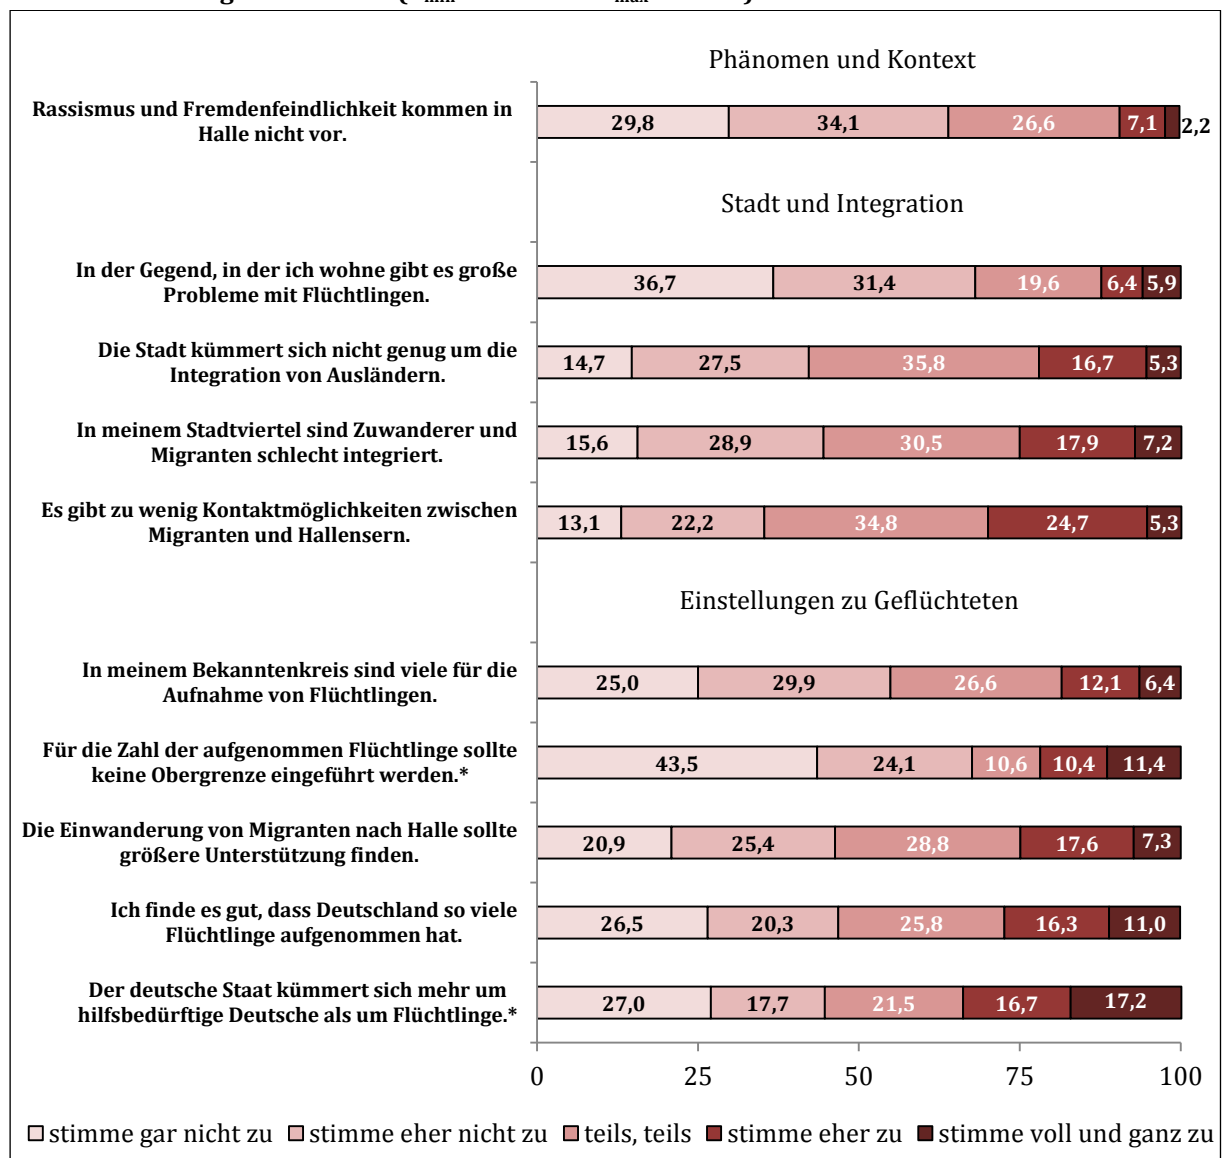 Phänomen und Kontext
Rassismus und Fremdenfeindlichkeit kommen in
Halle nicht vor.
29,8 34,1 26,6 7,1 2,2
Stadt und Integration
In der Gegend, in der ich wohne gibt es große
Probleme mit Flüchtlingen.
36,7 31,4 19,6 6,4 5,9
Die Stadt kümmert sich nicht genug um die
Integration von Ausländern.
14,7 27,5 35,8 16,7 5,3
In meinem Stadtviertel sind Zuwanderer und
Migranten schlecht integriert.
15,6 28,9 30,5 17,9 7,2
Es gibt zu wenig Kontaktmöglichkeiten zwischen
Migranten und Hallensern.
13,1 22,2 34,8 24,7 5,3
Einstellungen zu Geflüchteten
In meinem Bekanntenkreis sind viele für die
Aufnahme von Flüchtlingen.
25,0 29,9 26,6 12,1 6,4
Für die Zahl der aufgenommen Flüchtlinge sollte
keine Obergrenze eingeführt werden.*
43,5 24,1 10,6 10,4 11,4
Die Einwanderung von Migranten nach Halle sollte
größere Unterstützung finden.
20,9 25,4 28,8 17,6 7,3
Ich finde es gut, dass Deutschland so viele
Flüchtlinge aufgenommen hat.
26,5 20,3 25,8 16,3 11,0
Der deutsche Staat kümmert sich mehr um
hilfsbedürftige Deutsche als um Flüchtlinge.*
27,0 17,7 21,5 16,7 17,2
0 25 50 75 100
stimme gar nicht zu stimme eher nicht zu teils, teils stimme eher zu stimme voll und ganz zu